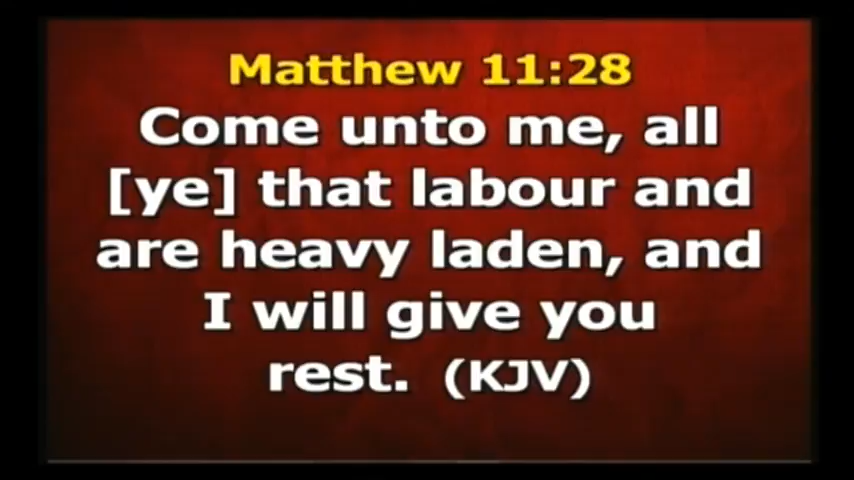 Matthew 11:28
Come unto me, all
[ye] that labour and
are heavy laden, and
I will give you
rest. (KJV)